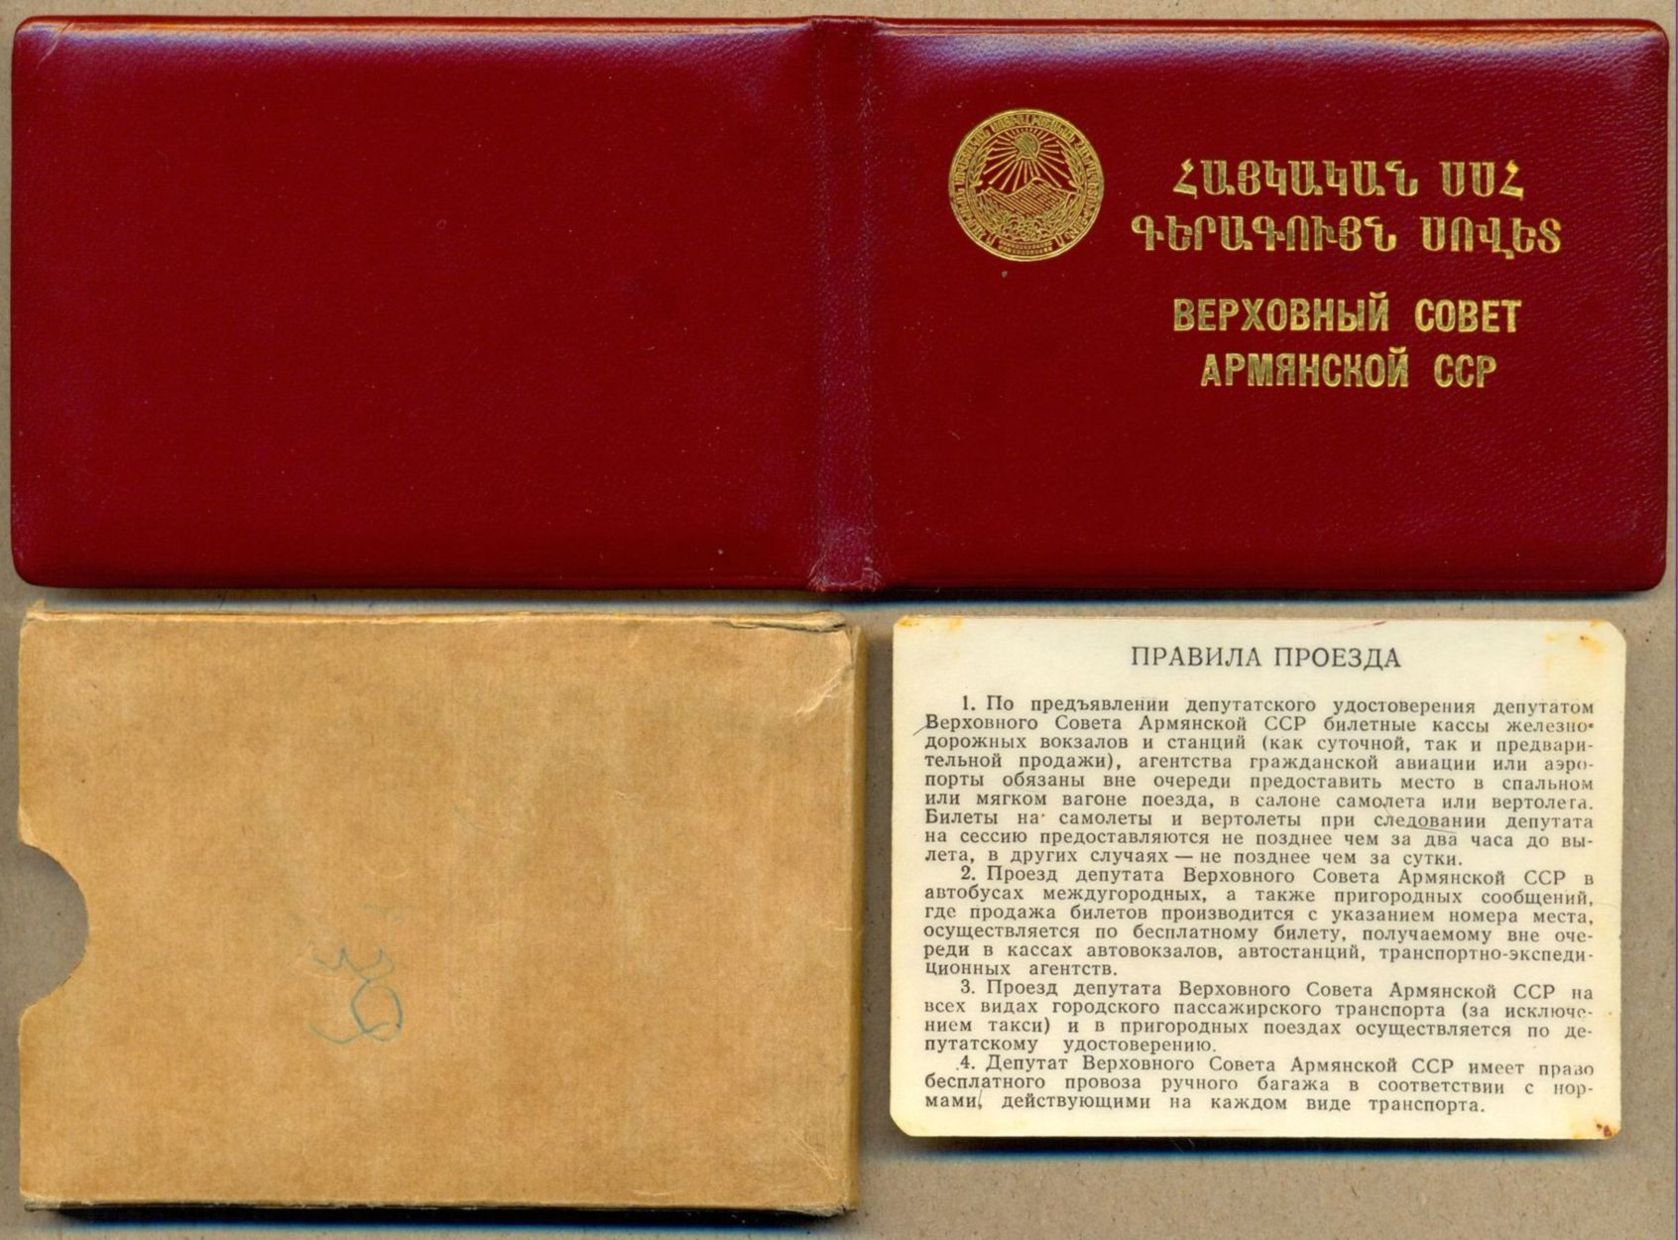 ՀԱՅԿԱԿԱՆ ՍՍՀ
ԳԵՐԱԳՈՒՅՆ ՍՈՎԵՏ
ВЕРХОВНЫЙ СОВЕТ
АРМЯНСКОЙ ССР
ПРАВИЛА ПРОЕЗДА
1. По предъявлении депутатского удостоверения депутатом
Верховного Совета Армянской ССР билетные кассы железно-
дорожных вокзалов и станций (как суточной, так и предвари-
тельной продажи), агентства гражданской авиации или аэро-
порты обязаны вне очереди предоставить место в спальном
или мягком вагоне поезда, в салоне самолета или вертолета.
Билеты на самолеты и вертолеты при следовании депутата
на сессию предоставляются не позднее чем за два часа до вы-
лета, в других случаях — не позднее чем за сутки.
2. Проезд депутата Верховного Совета Армянской ССР в
автобусах междугородных, а также пригородных сообщений,
где продажа билетов производится с указанием номера места,
осуществляется по бесплатному билету, получаемому вне оче-
реди в кассах автовокзалов, автостанций, транспортно-экспеди-
ционных агентств.
3. Проезд депутата Верховного Совета Армянской ССР на
всех видах городского пассажирского транспорта (за исключе-
нием такси) и в пригородных поездах осуществляется по де-
путатскому удостоверению.
4. Депутат Верховного Совета Армянской ССР имеет право
бесплатного провоза ручного багажа в соответствии с нор-
мами, действующими на каждом виде транспорта.